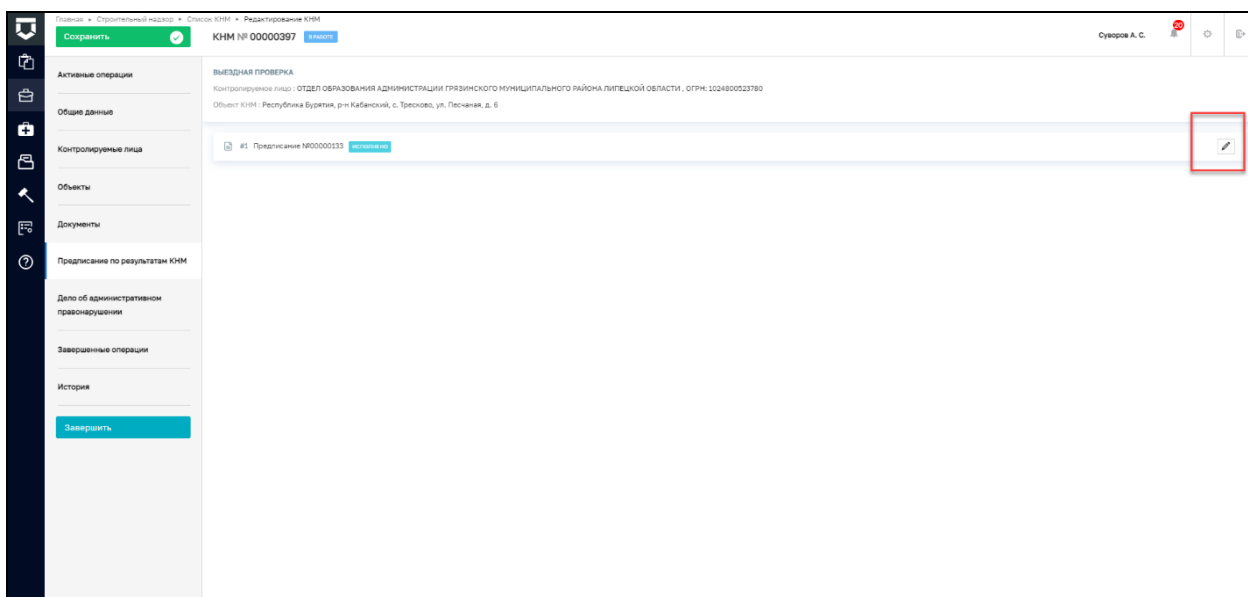 Главная • Строительный надзор • Список КНМ • Редактирование КНМ
Сохранить
КНМ № 00000397 В РАБОТЕ
Суворов А. С.
20
Активные операции
Общие данные
Контролируемые лица
Объекты
Документы
Предписание по результатам КНМ
Дело об административном
правонарушении
Завершенные операции
История
Завершить
ВЫЕЗДНАЯ ПРОВЕРКА
Контролируемое лицо : ОТДЕЛ ОБРАЗОВАНИЯ АДМИНИСТРАЦИИ ГРЯЗИНСКОГО МУНИЦИПАЛЬНОГО РАЙОНА ЛИПЕЦКОЙ ОБЛАСТИ , ОГРН: 1024800523780
Объект КНМ : Республика Бурятия, р-н Кабанский, с. Тресково, ул. Песчаная, д. 6
#1 Предписание №00000133 ИСПОЛНЕНО